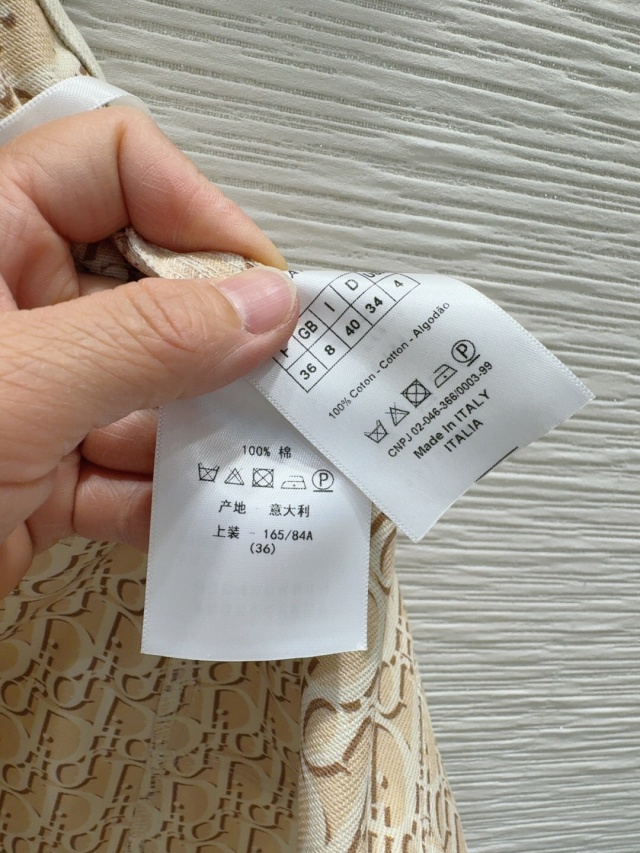 GB I D
36 8 40 34 4
100% Coton - Cotton - Algodão
P
CNPJ 02-046-366/0003-99
Made in ITALY
ITALIA
100% 棉
P
产地 意大利
上装 - 165/84A
(36)